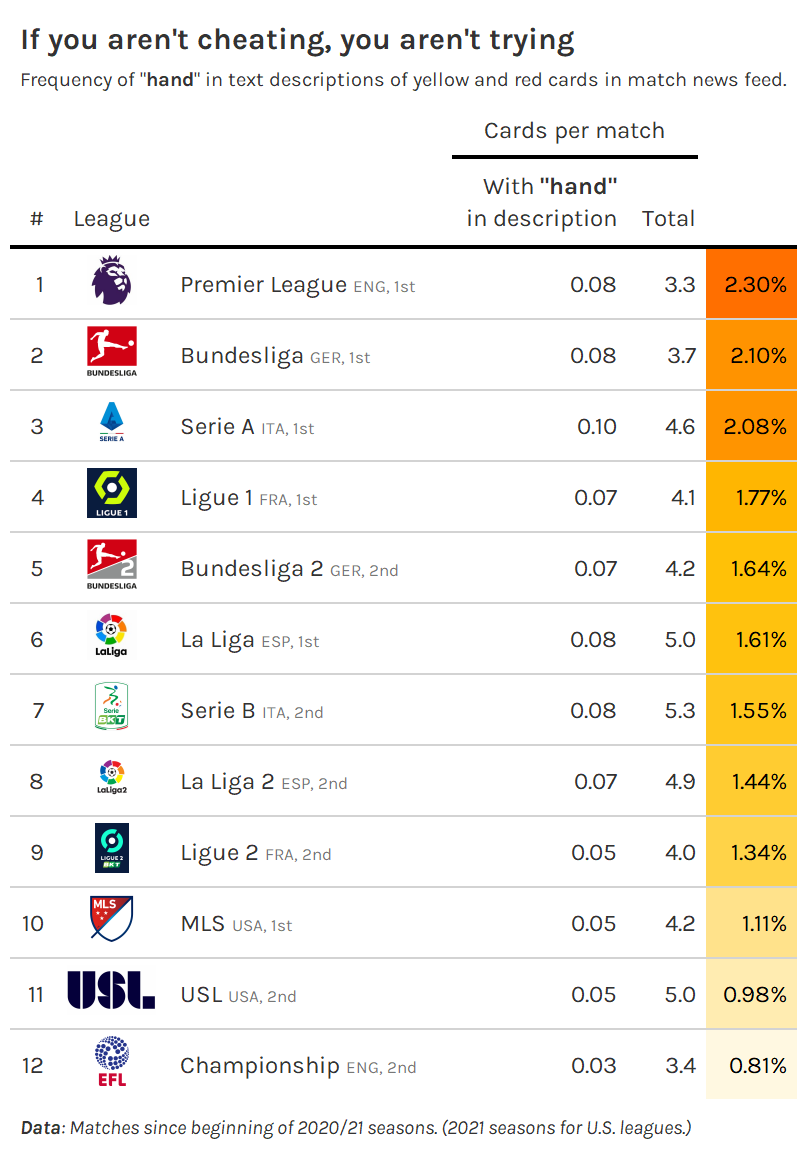 If you aren't cheating, you aren't trying
Frequency of "hand" in text descriptions of yellow and red cards in match news feed.
Cards per match
With "hand"
# League in description Total
1 Premier League ENG, 1st 0.08 3.3 2.30%
BUNDESLIGA
2 Bundesliga GER, 1st 0.08 3.7 2.10%
SERIE A
3 Serie A ITA, 1st 0.10 4.6 2.08%
LIGUE 1
4 Ligue 1 FRA, 1st 0.07 4.1 1.77%
2
BUNDESLIGA
5 Bundesliga 2 GER, 2nd 0.07 4.2 1.64%
LaLiga
6 La Liga ESP, 1st 0.08 5.0 1.61%
Serie
BKT
7 Serie B ITA, 2nd 0.08 5.3 1.55%
LaLiga2
8 La Liga 2 ESP, 2nd 0.07 4.9 1.44%
LIGUE 2
BKT
9 Ligue 2 FRA, 2nd 0.05 4.0 1.34%
MLS
10 MLS USA, 1st 0.05 4.2 1.11%
USL
11 USL USA, 2nd 0.05 5.0 0.98%
EFL
12 Championship ENG, 2nd 0.03 3.4 0.81%
Data: Matches since beginning of 2020/21 seasons. (2021 seasons for U.S. leagues.)